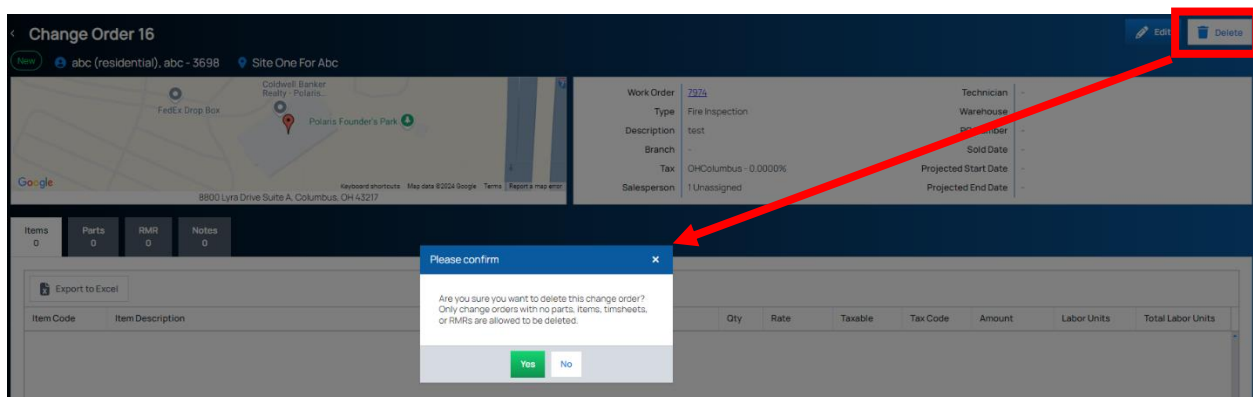 Change Order 16
Edit
Delete
New
abc (residential), abc - 3698
Site One For Abc
FedEx Drop Box
Coldwell Banker
Realty - Polaris...
Polaris Founder's Park
Google
Keyboard shortcuts Map data ©2024 Google Terms Report a map error
8800 Lyra Drive Suite A, Columbus, OH 43217
Work Order 7974
Type Fire Inspection
Description test
Branch -
Tax OHColumbus - 0.0000%
Salesperson 1 Unassigned
Technician -
Warehouse -
Number -
Sold Date -
Projected Start Date -
Projected End Date -
Items
0
Parts
0
RMR
0
Notes
0
Export to Excel
Item Code Item Description Qty Rate Taxable Tax Code Amount Labor Units Total Labor Units
Please confirm
Are you sure you want to delete this change order?
Only change orders with no parts, items, timsheets,
or RMRs are allowed to be deleted.
Yes No